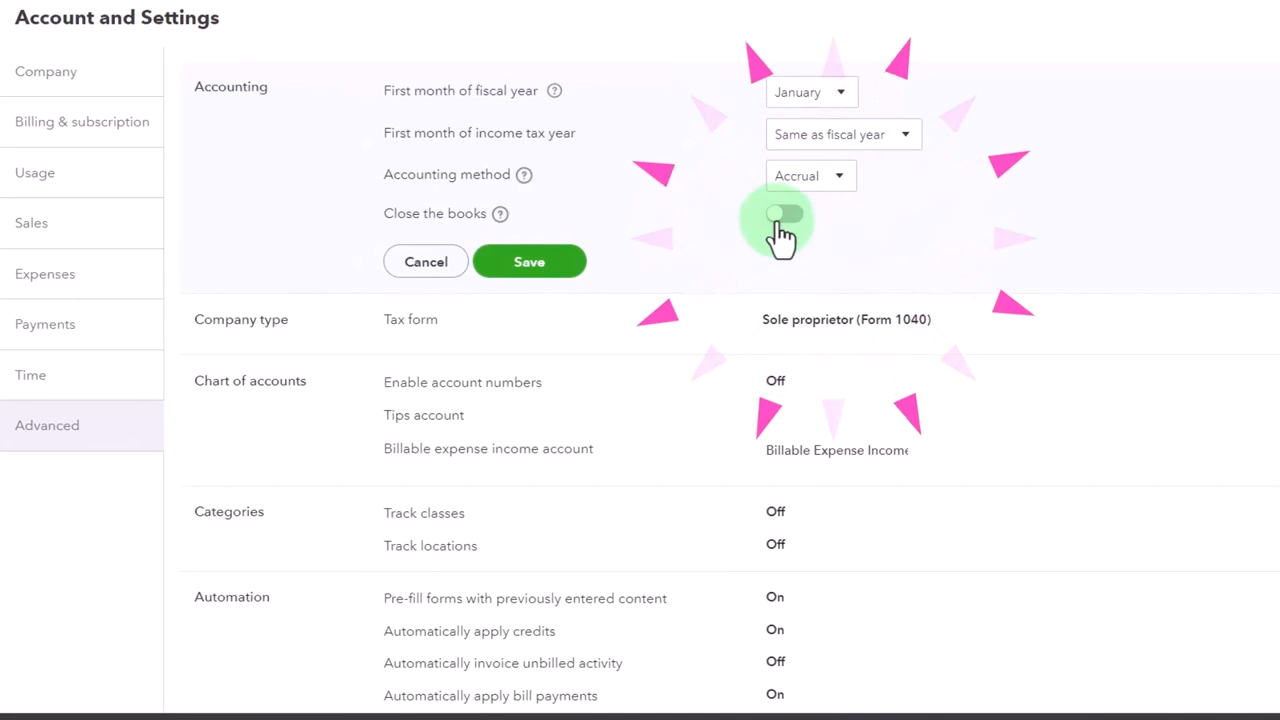 Account and Settings
Company
Billing & subscription
Usage
Sales
Expenses
Payments
Time
Advanced
Accounting
First month of fiscal year ? January
First month of income tax year Same as fiscal year
Accounting method ? Accrual
Close the books ?
Cancel Save
Company type Tax form Sole proprietor (Form 1040)
Chart of accounts Enable account numbers Off
Tips account
Billable expense income account Billable Expense Income
Categories Track classes Off
Track locations Off
Automation Pre-fill forms with previously entered content On
Automatically apply credits On
Automatically invoice unbilled activity Off
Automatically apply bill payments On